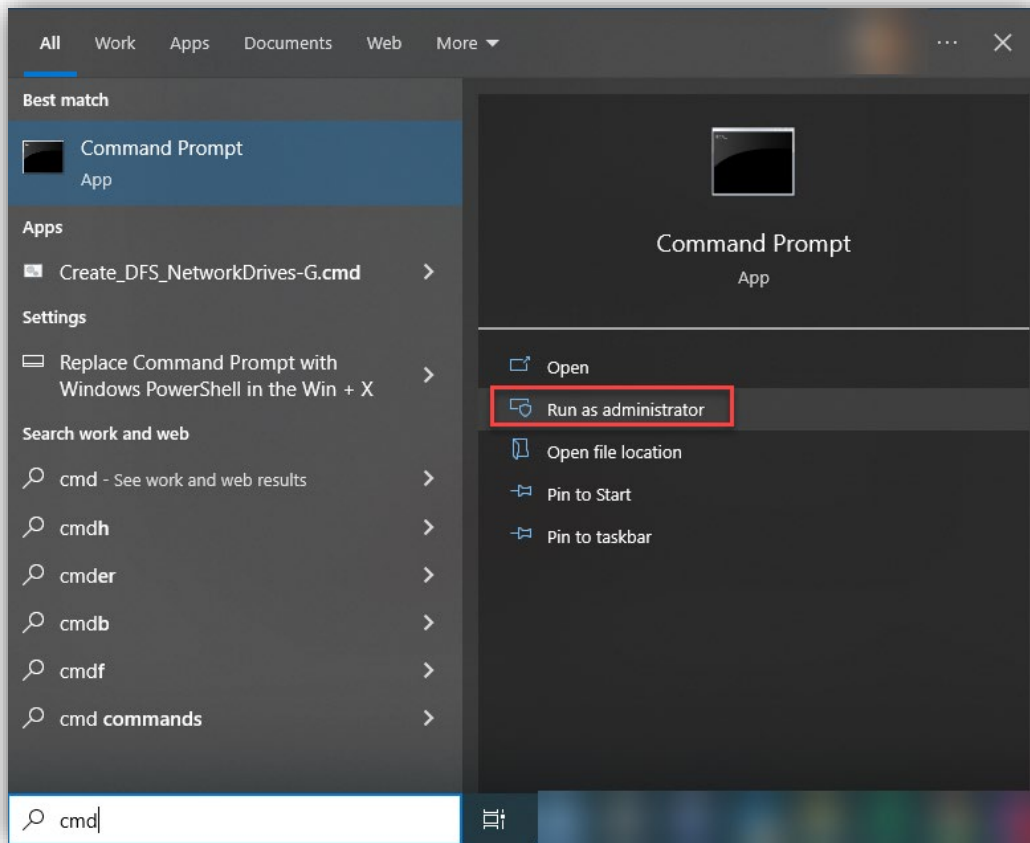 All Work Apps Documents Web More
Best match
Command Prompt
App
Apps
Create_DFS_NetworkDrives-G.cmd
Settings
Replace Command Prompt with
Windows PowerShell in the Win + X
Search work and web
cmd - See work and web results
cmdh
cmder
cmdb
cmdf
cmd commands
cmd
Command Prompt
App
Open
Run as administrator
Open file location
Pin to Start
Pin to taskbar